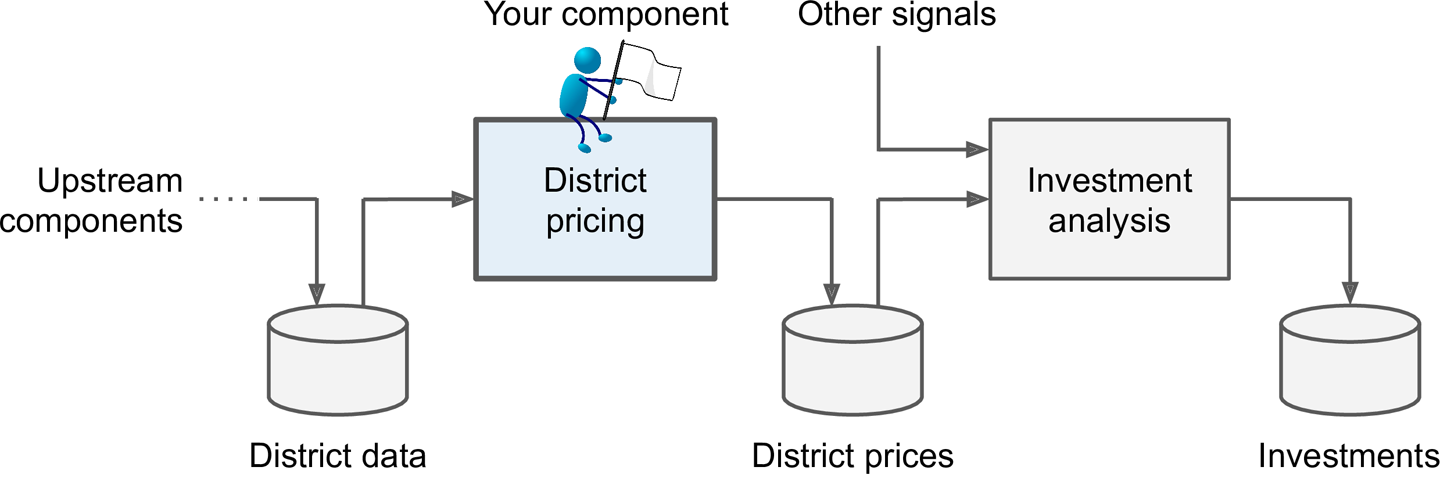 Your component
Other signals
Upstream
components
District
pricing
Investment
analysis
District data
District prices
Investments